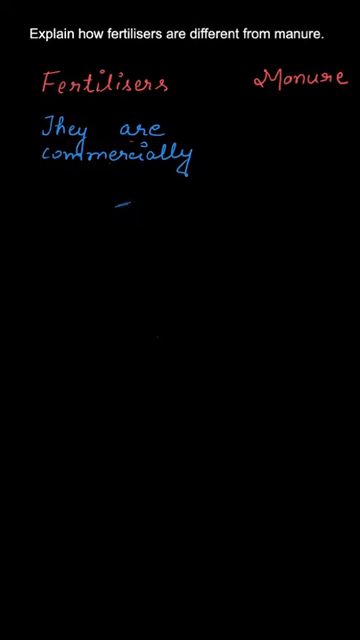 Explain how fertilisers are different from manure.
Fertilisers Manure
They are
commercially